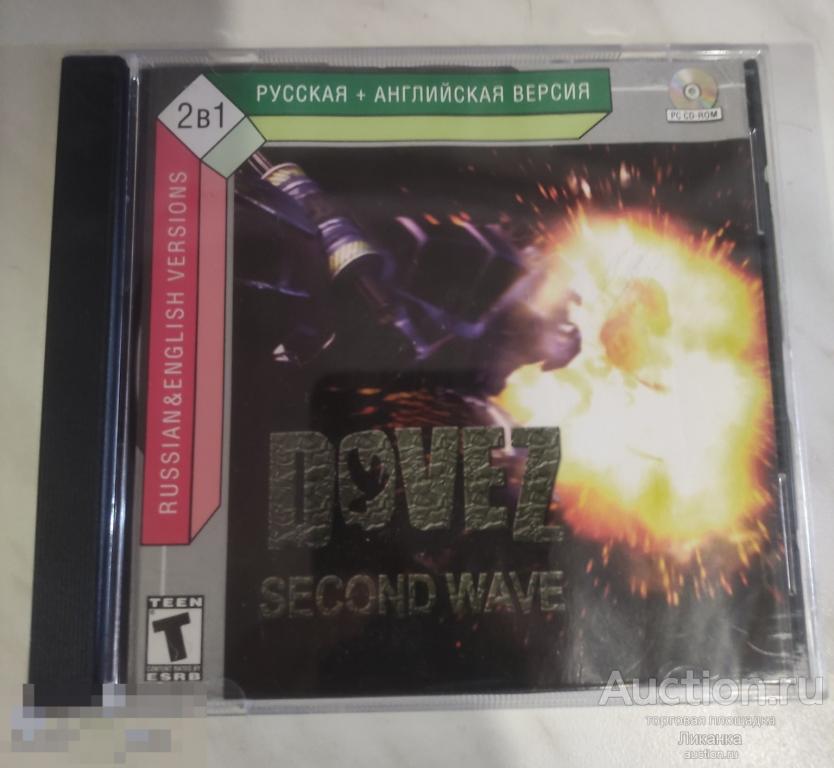 2В1
РУССКАЯ + АНГЛИЙСКАЯ ВЕРСИЯ
PC CD-ROM
RUSSIAN&ENGLISH VERSIONS
DOVEZ
SECOND WAVE
TEEN
T
CONTENT RATED BY
ESRB
Auction.ru
торговая площадка
Ликанка
auction.ru